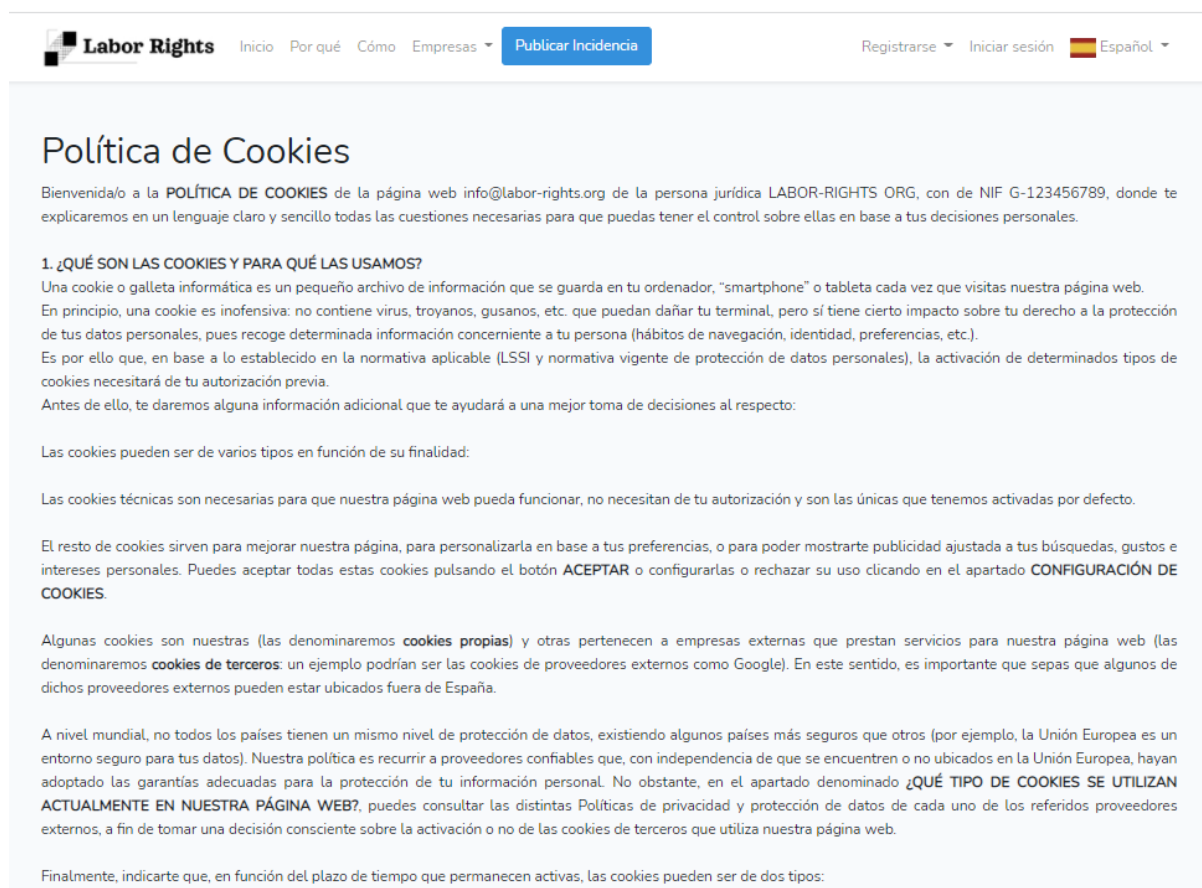 Labor Rights Inicio Por qué Cómo Empresas Publicar Incidencia Registrarse Iniciar sesión Español
Política de Cookies
Bienvenida/o a la POLÍTICA DE COOKIES de la página web info@labor-rights.org de la persona jurídica LABOR-RIGHTS ORG, con de NIF G-123456789, donde te
explicaremos en un lenguaje claro y sencillo todas las cuestiones necesarias para que puedas tener el control sobre ellas en base a tus decisiones personales.
1. ¿QUÉ SON LAS COOKIES Y PARA QUÉ LAS USAMOS?
Una cookie o galleta informática es un pequeño archivo de información que se guarda en tu ordenador, “smartphone” o tableta cada vez que visitas nuestra página web.
En principio, una cookie es inofensiva: no contiene virus, troyanos, gusanos, etc. que puedan dañar tu terminal, pero sí tiene cierto impacto sobre tu derecho a la protección
de tus datos personales, pues recoge determinada información concerniente a tu persona (hábitos de navegación, identidad, preferencias, etc.).
Es por ello que, en base a lo establecido en la normativa aplicable (LSSI y normativa vigente de protección de datos personales), la activación de determinados tipos de
cookies necesitará de tu autorización previa.
Antes de ello, te daremos alguna información adicional que te ayudará a una mejor toma de decisiones al respecto:
Las cookies pueden ser de varios tipos en función de su finalidad:
Las cookies técnicas son necesarias para que nuestra página web pueda funcionar, no necesitan de tu autorización y son las únicas que tenemos activadas por defecto.
El resto de cookies sirven para mejorar nuestra página, para personalizarla en base a tus preferencias, o para poder mostrarte publicidad ajustada a tus búsquedas, gustos e
intereses personales. Puedes aceptar todas estas cookies pulsando el botón ACEPTAR o configurarlas o rechazar su uso clicando en el apartado CONFIGURACIÓN DE
COOKIES.
Algunas cookies son nuestras (las denominaremos cookies propias) y otras pertenecen a empresas externas que prestan servicios para nuestra página web (las
denominaremos cookies de terceros: un ejemplo podrían ser las cookies de proveedores externos como Google). En este sentido, es importante que sepas que algunos de
dichos proveedores externos pueden estar ubicados fuera de España.
A nivel mundial, no todos los países tienen un mismo nivel de protección de datos, existiendo algunos países más seguros que otros (por ejemplo, la Unión Europea es un
entorno seguro para tus datos). Nuestra política es recurrir a proveedores confiables que, con independencia de que se encuentren o no ubicados en la Unión Europea, hayan
adoptado las garantías adecuadas para la protección de tu información personal. No obstante, en el apartado denominado ¿QUÉ TIPO DE COOKIES SE UTILIZAN
ACTUALMENTE EN NUESTRA PÁGINA WEB?, puedes consultar las distintas Políticas de privacidad y protección de datos de cada uno de los referidos proveedores
externos, a fin de tomar una decisión consciente sobre la activación o no de las cookies de terceros que utiliza nuestra página web.
Finalmente, indicarte que, en función del plazo de tiempo que permanecen activas, las cookies pueden ser de dos tipos: